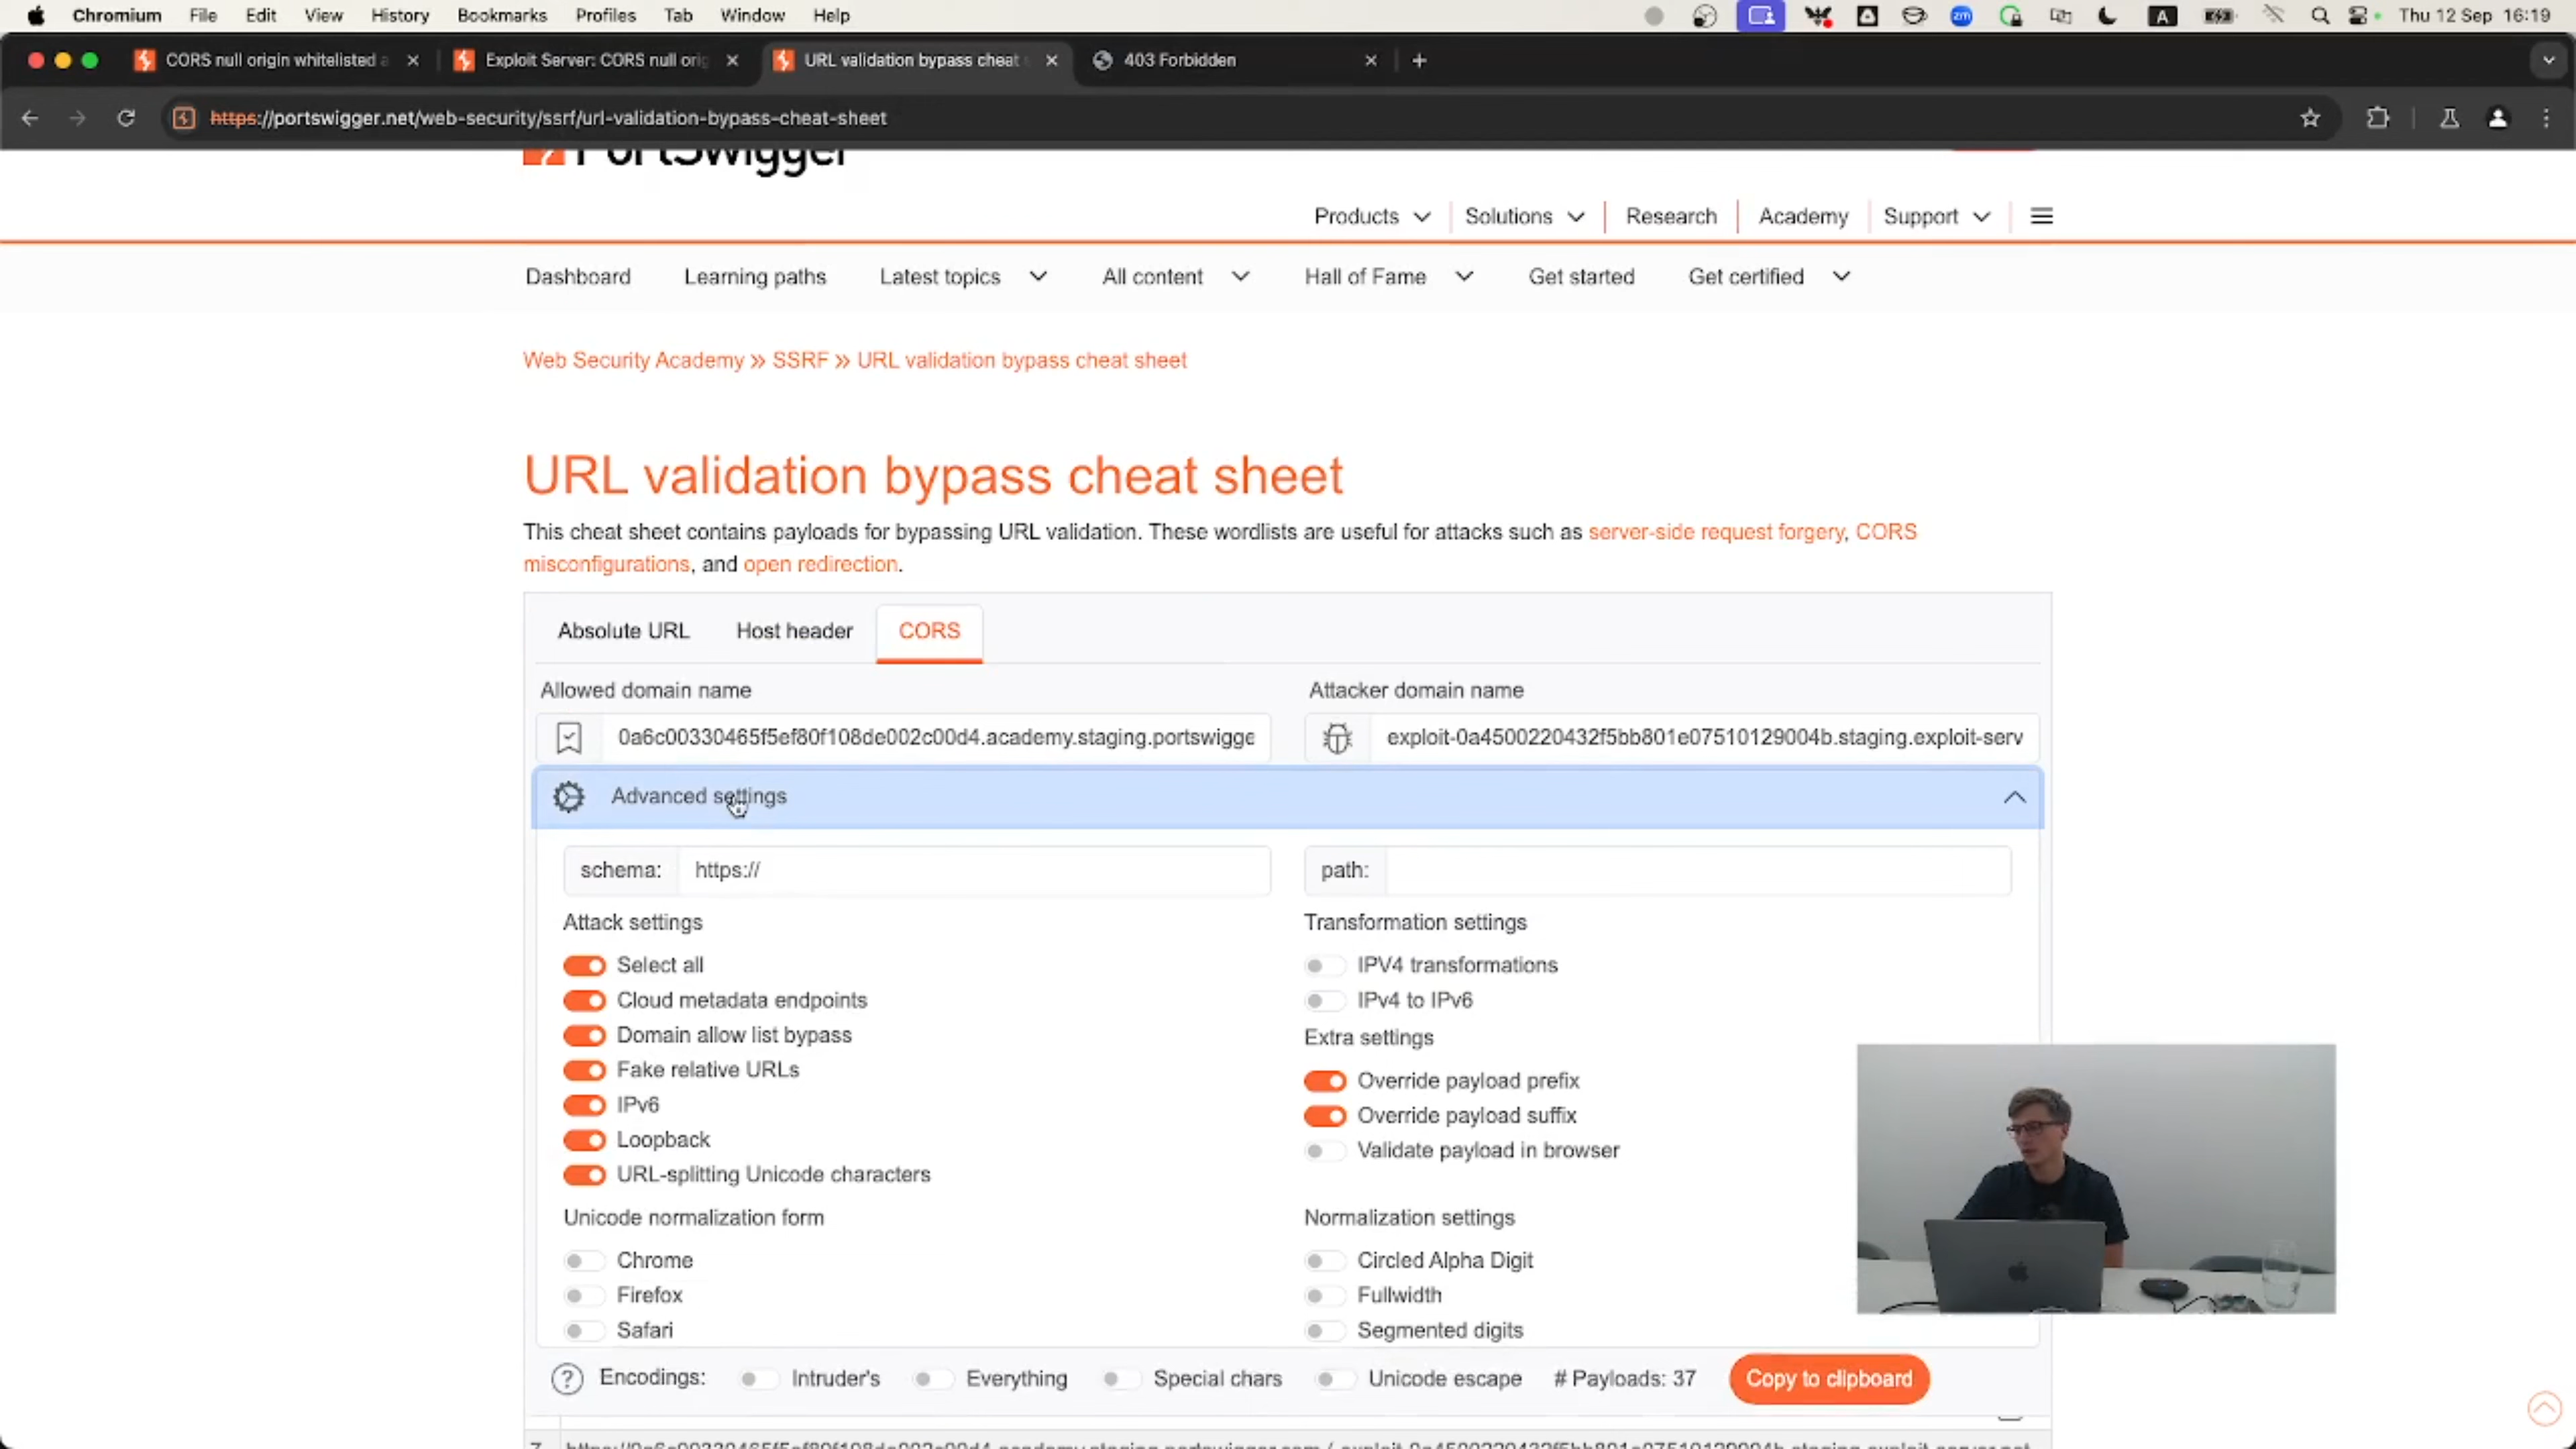 Chromium File Edit View History Bookmarks Profiles Tab Window Help
zm A Thu 12 Sep 16:19
CORS null origin whitelisted
Exploit Server: CORS null orig
URL validation bypass cheat
403 Forbidden
https://portswigger.net/web-security/ssrf/url-validation-bypass-cheat-sheet
PortSwigger
Products Solutions Research Academy Support
Dashboard Learning paths Latest topics All content Hall of Fame Get started Get certified
Web Security Academy » SSRF » URL validation bypass cheat sheet
URL validation bypass cheat sheet
This cheat sheet contains payloads for bypassing URL validation. These wordlists are useful for attacks such as server-side request forgery, CORS
misconfigurations, and open redirection.
Absolute URL Host header CORS
Allowed domain name Attacker domain name
0a6c00330465f5ef80f108de002c00d4.academy.staging.portswigge
exploit-0a4500220432f5bb801e07510129004b.staging.exploit-serv
Advanced settings
schema: https:// path:
Attack settings Transformation settings
Select all IPV4 transformations
Cloud metadata endpoints IPv4 to IPv6
Domain allow list bypass Extra settings
Fake relative URLs Override payload prefix
IPv6 Override payload suffix
Loopback Validate payload in browser
URL-splitting Unicode characters
Unicode normalization form Normalization settings
Chrome Circled Alpha Digit
Firefox Fullwidth
Safari Segmented digits
? Encodings: Intruder's Everything Special chars Unicode escape # Payloads: 37 Copy to clipboard